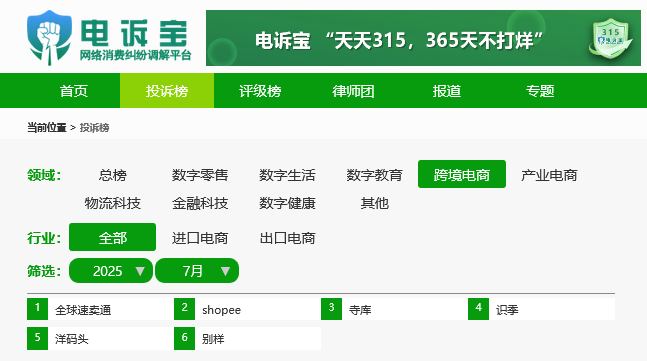 电诉宝
网络消费纠纷调解平台
电诉宝 “天天315，365天不打烊”
315
首页 投诉榜 评级榜 律师团 报道 专题
当前位置 > 投诉榜
领域： 总榜 数字零售 数字生活 数字教育 跨境电商 产业电商
物流科技 金融科技 数字健康 其他
行业： 全部 进口电商 出口电商
筛选： 2025 7月
1 全球速卖通 2 shopee 3 寺库 4 识季
5 洋码头 6 别样